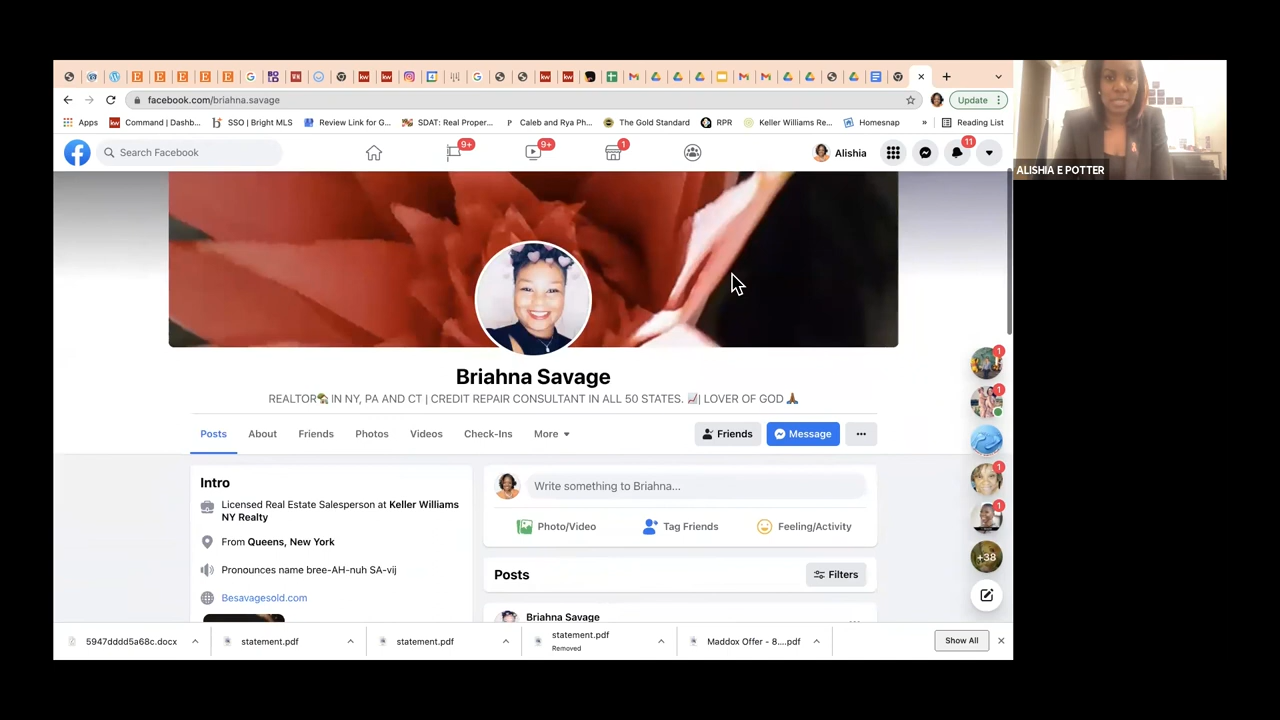 facebook.com/briahna.savage
Update
Apps
Command | Dashb...
SSO | Bright MLS
Review Link for G...
SDAT: Real Proper...
Caleb and Rya Ph...
The Gold Standard
RPR
Keller Williams Re...
Homesnap
»
Reading List
Search Facebook
9+
9+
1
Alishia
11
ALISHIA E POTTER
Briahna Savage
REALTOR🏡 IN NY, PA AND CT | CREDIT REPAIR CONSULTANT IN ALL 50 STATES. 📈| LOVER OF GOD 🙏🏾
Posts
About
Friends
Photos
Videos
Check-Ins
More
Friends
Message
Intro
Licensed Real Estate Salesperson at Keller Williams
NY Realty
From Queens, New York
Pronounces name bree-AH-nuh SA-vij
Besavagesold.com
Write something to Briahna...
Photo/Video
Tag Friends
Feeling/Activity
Posts
Filters
Briahna Savage
1
1
1
1
+38
5947dddd5a68c.docx
statement.pdf
statement.pdf
statement.pdf
Removed
Maddox Offer - 8....pdf
Show All